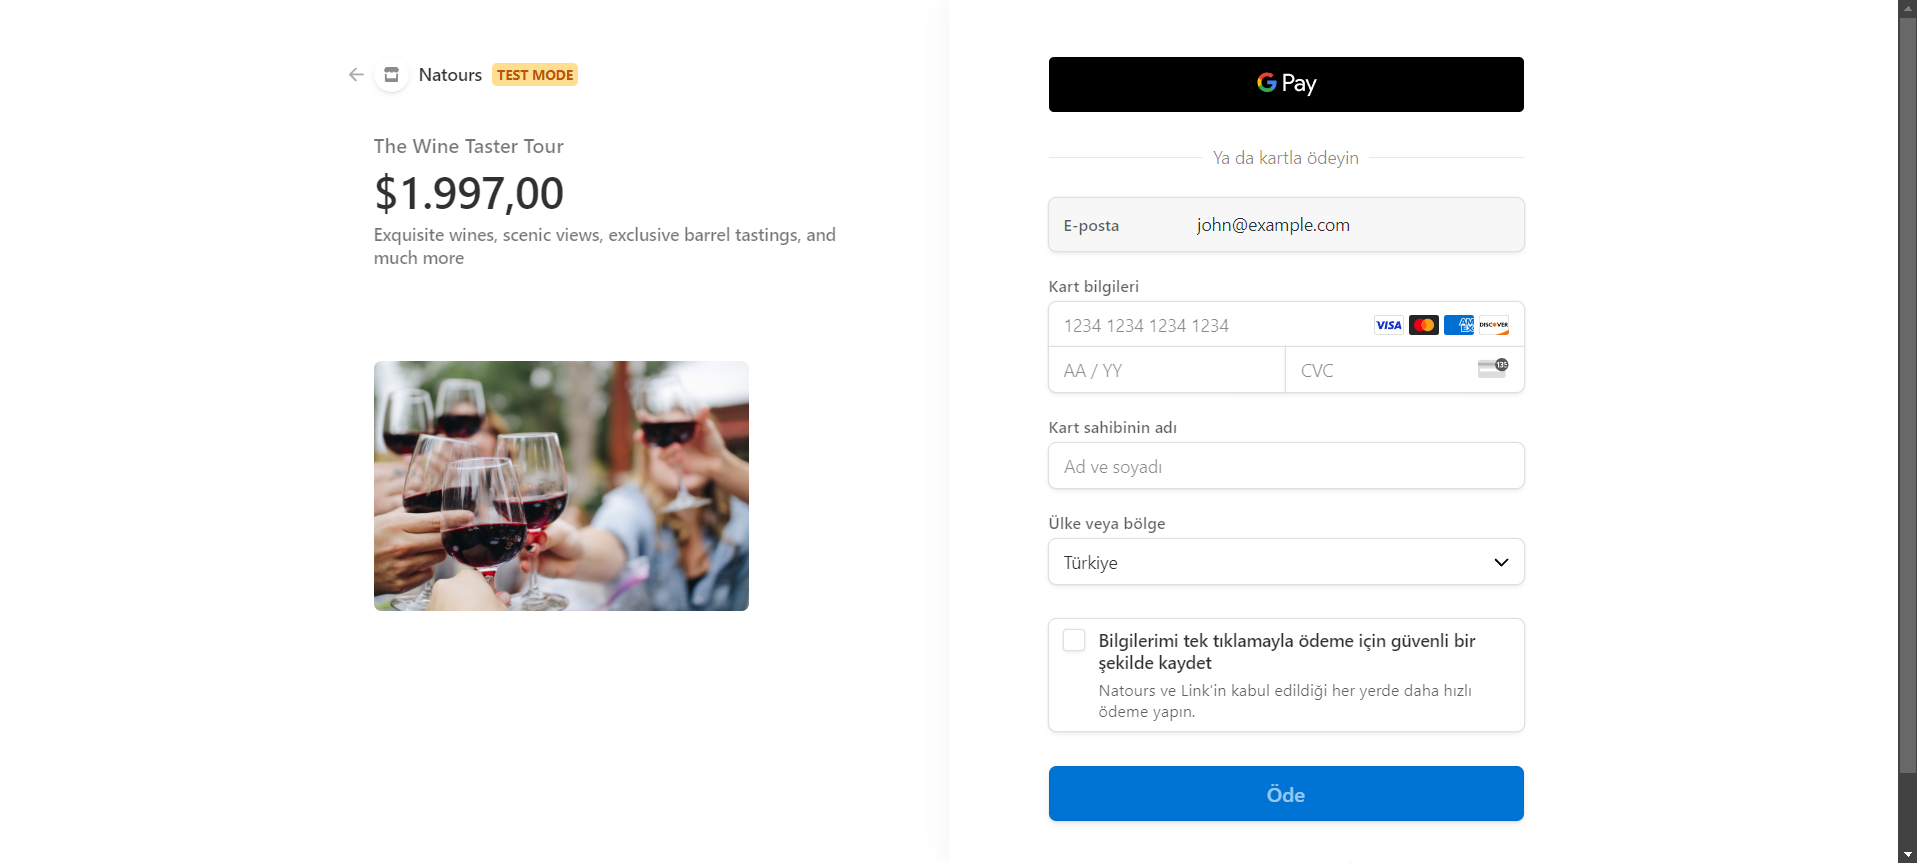 Natours TEST MODE
The Wine Taster Tour
$1.997,00
Exquisite wines, scenic views, exclusive barrel tastings, and
much more
G Pay
Ya da kartla ödeyin
E-posta john@example.com
Kart bilgileri
1234 1234 1234 1234 VISA AMEX DISCOVER
AA / YY CVC 135
Kart sahibinin adı
Ad ve soyadı
Ülke veya bölge
Türkiye
Bilgilerimi tek tıklamayla ödeme için güvenli bir
şekilde kaydet
Natours ve Link'in kabul edildiği her yerde daha hızlı
ödeme yapın.
Öde